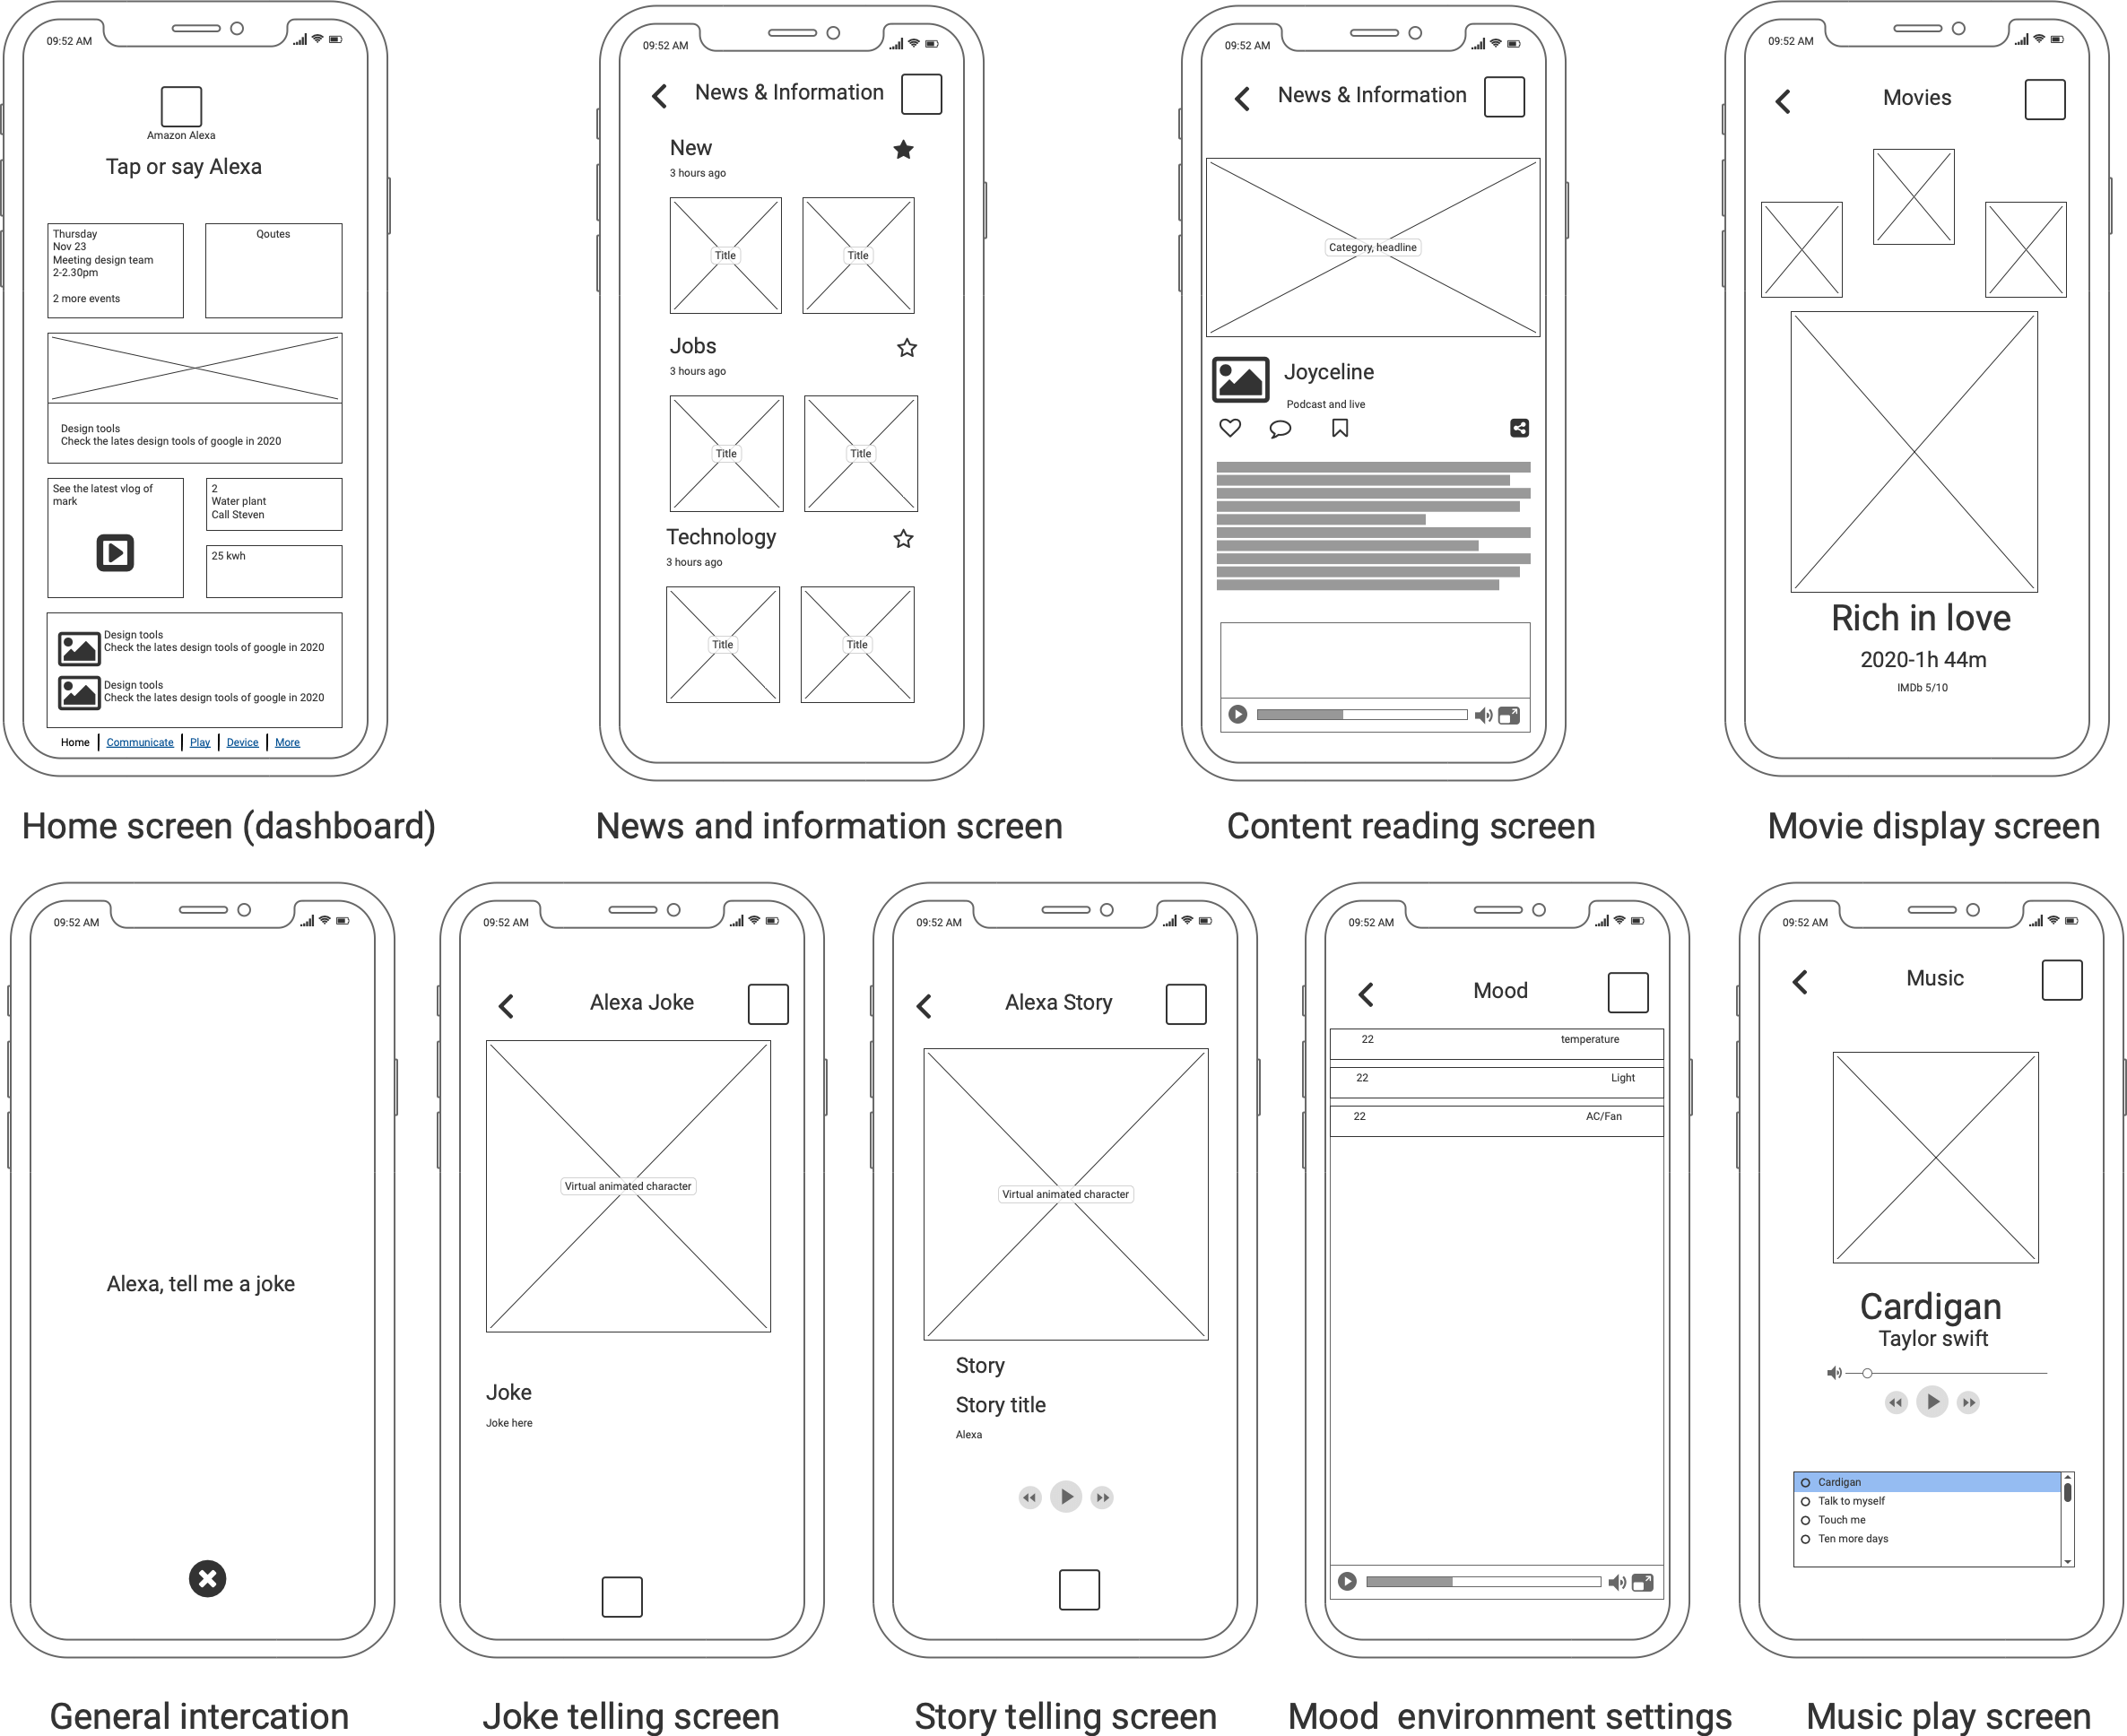 09:52 AM
Amazon Alexa
Tap or say Alexa
Thursday
Nov 23
Meeting design team
2-2.30pm
2 more events
Qoutes
Design tools
Check the lates design tools of google in 2020
See the latest vlog of
mark
2
Water plant
Call Steven
25 kwh
Design tools
Check the lates design tools of google in 2020
Design tools
Check the lates design tools of google in 2020
Home Communicate Play Device More
Home screen (dashboard)
09:52 AM
News & Information
New
3 hours ago
Title Title
Jobs
3 hours ago
Title Title
Technology
3 hours ago
Title Title
News and information screen
09:52 AM
News & Information
Category, headline
Joyceline
Podcast and live
Content reading screen
09:52 AM
Movies
Rich in love
2020-1h 44m
IMDb 5/10
Movie display screen
09:52 AM
Alexa, tell me a joke
General intercation
09:52 AM
Alexa Joke
Virtual animated character
Joke
Joke here
Joke telling screen
09:52 AM
Alexa Story
Virtual animated character
Story
Story title
Alexa
Story telling screen
09:52 AM
Mood
22 temperature
22 Light
22 AC/Fan
Mood environment settings
09:52 AM
Music
Cardigan
Taylor swift
Cardigan
Talk to myself
Touch me
Ten more days
Music play screen